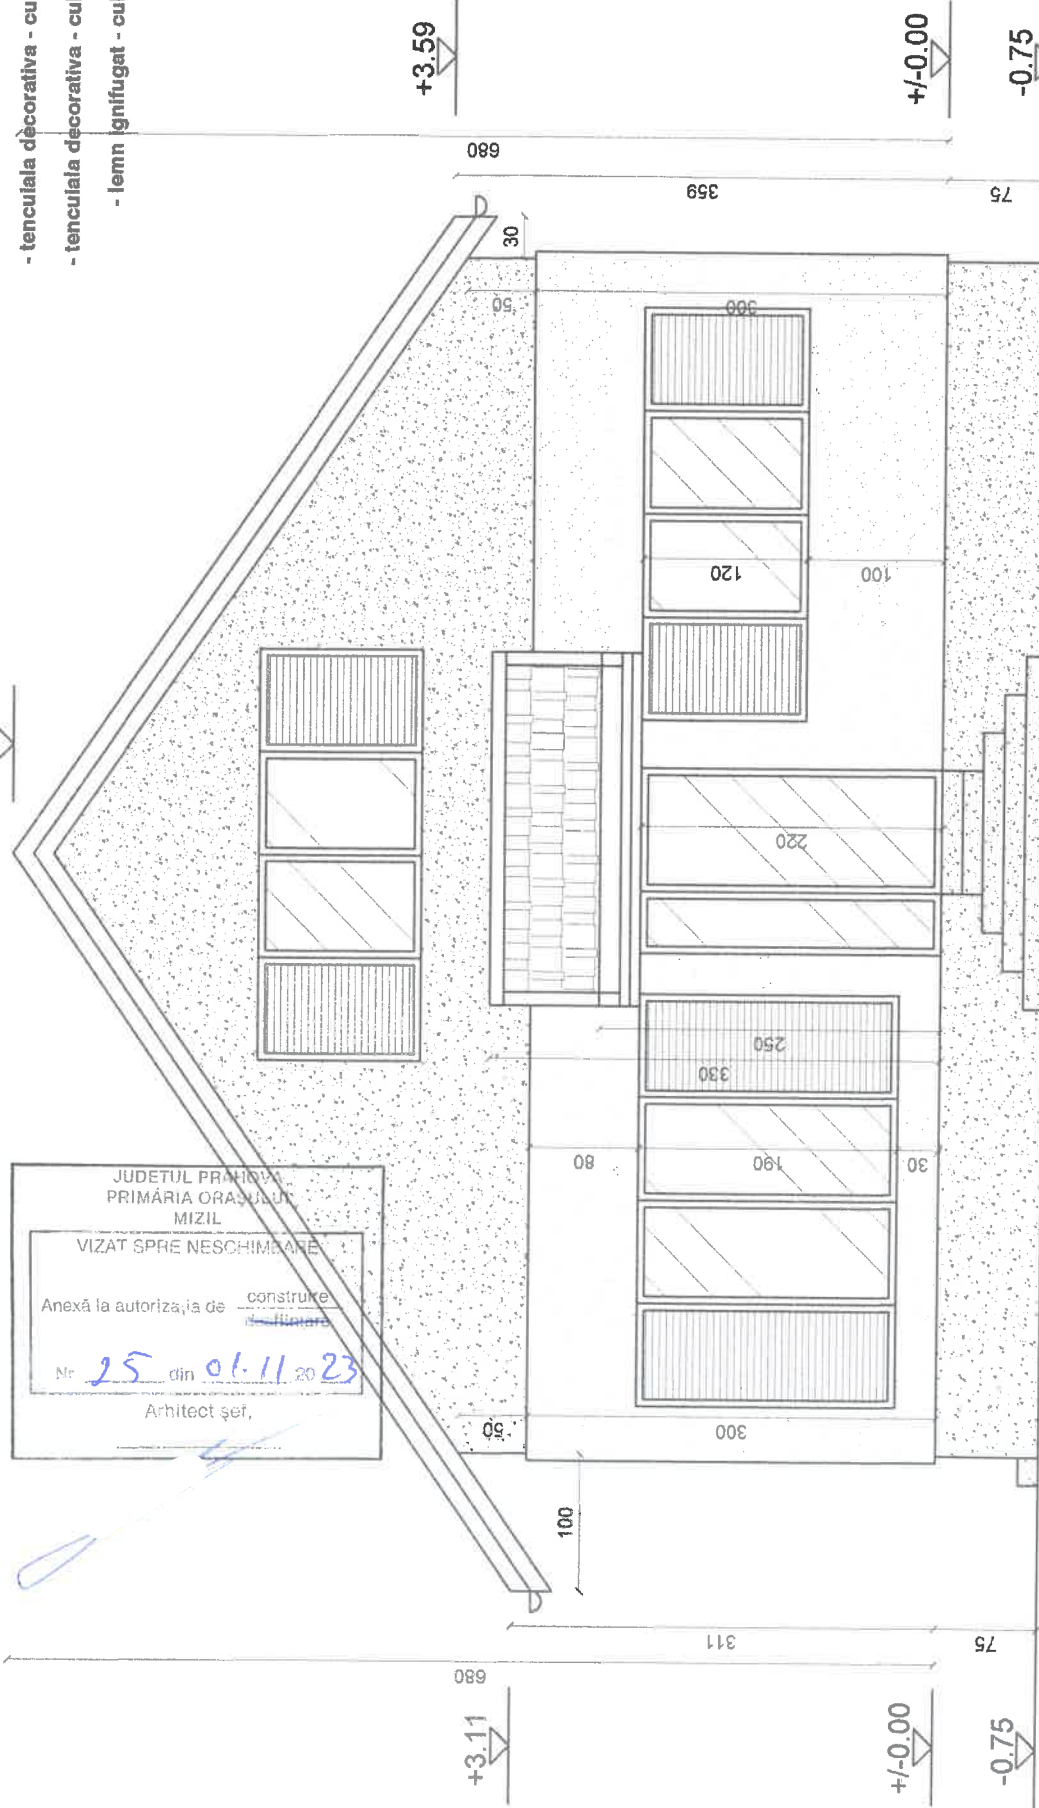 - tencuiala decorativa - cu
- tencuiala decorativa - cu
- lemn ignifugat - cu
+3.59
+/-0.00
-0.75
680
359
75
30
50
300
120
100
220
250
330
80
190
30
50
300
100
311
75
680
+3.11
+/-0.00
-0.75
JUDETUL PRAHOVA
PRIMĂRIA ORAȘULUI
MIZIL
VIZAT SPRE NESCHIMBARE
Anexă la autorizația de construire
desființare
Nr 25 din 01.11 2023
Arhitect șef,